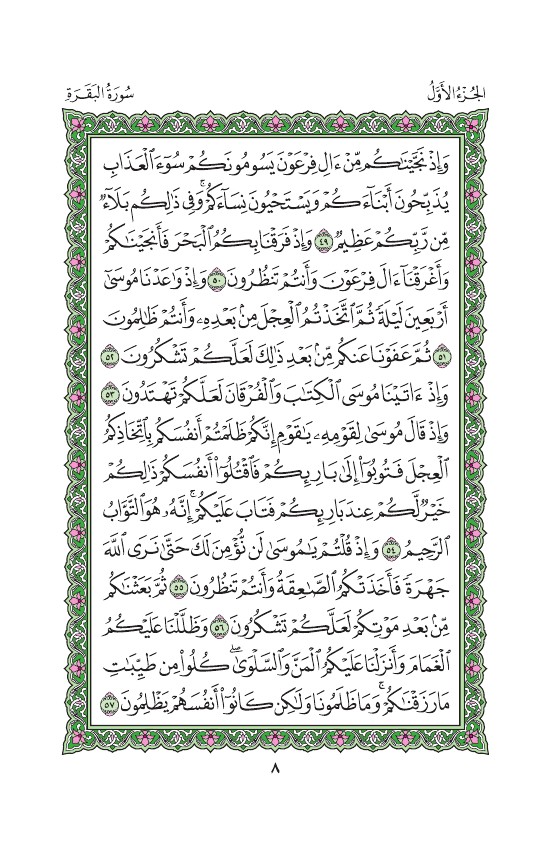 الجُزْءُ الأَوَّلُ
سُورَةُ البَقَرَةِ
وَإِذْ نَجَّيْنَٰكُم مِّنْ ءَالِ فِرْعَوْنَ يَسُومُونَكُمْ سُوٓءَ ٱلْعَذَابِ
يُذَبِّحُونَ أَبْنَآءَكُمْ وَيَسْتَحْيُونَ نِسَآءَكُمْ ۚ وَفِى ذَٰلِكُم بَلَآءٌ
مِّن رَّبِّكُمْ عَظِيمٌ ٤٩ وَإِذْ فَرَقْنَا بِكُمُ ٱلْبَحْرَ فَأَنجَيْنَٰكُمْ
وَأَغْرَقْنَآ ءَالَ فِرْعَوْنَ وَأَنتُمْ تَنظُرُونَ ٥٠ وَإِذْ وَٰعَدْنَا مُوسَىٰٓ
أَرْبَعِينَ لَيْلَةً ثُمَّ ٱتَّخَذْتُمُ ٱلْعِجْلَ مِنۢ بَعْدِهِۦ وَأَنتُمْ ظَٰلِمُونَ
٥١ ثُمَّ عَفَوْنَا عَنكُم مِّنۢ بَعْدِ ذَٰلِكَ لَعَلَّكُمْ تَشْكُرُونَ ٥٢
وَإِذْ ءَاتَيْنَا مُوسَى ٱلْكِتَٰبَ وَٱلْفُرْقَانَ لَعَلَّكُمْ تَهْتَدُونَ ٥٣
وَإِذْ قَالَ مُوسَىٰ لِقَوْمِهِۦ يَٰقَوْمِ إِنَّكُمْ ظَلَمْتُمْ أَنفُسَكُم بِٱتِّخَاذِكُمُ
ٱلْعِجْلَ فَتُوبُوٓا۟ إِلَىٰ بَارِئِكُمْ فَٱقْتُلُوٓا۟ أَنفُسَكُمْ ذَٰلِكُمْ
خَيْرٌ لَّكُمْ عِندَ بَارِئِكُمْ فَتَابَ عَلَيْكُمْ ۚ إِنَّهُۥ هُوَ ٱلتَّوَّابُ
ٱلرَّحِيمُ ٥٤ وَإِذْ قُلْتُمْ يَٰمُوسَىٰ لَن نُّؤْمِنَ لَكَ حَتَّىٰ نَرَى ٱللَّهَ
جَهْرَةً فَأَخَذَتْكُمُ ٱلصَّٰعِقَةُ وَأَنتُمْ تَنظُرُونَ ٥٥ ثُمَّ بَعَثْنَٰكُم
مِّنۢ بَعْدِ مَوْتِكُمْ لَعَلَّكُمْ تَشْكُرُونَ ٥٦ وَظَلَّلْنَا عَلَيْكُمُ
ٱلْغَمَامَ وَأَنزَلْنَا عَلَيْكُمُ ٱلْمَنَّ وَٱلسَّلْوَىٰ ۖ كُلُوا۟ مِن طَيِّبَٰتِ
مَا رَزَقْنَٰكُمْ ۚ وَمَا ظَلَمُونَا وَلَٰكِن كَانُوٓا۟ أَنفُسَهُمْ يَظْلِمُونَ ٥٧
٨